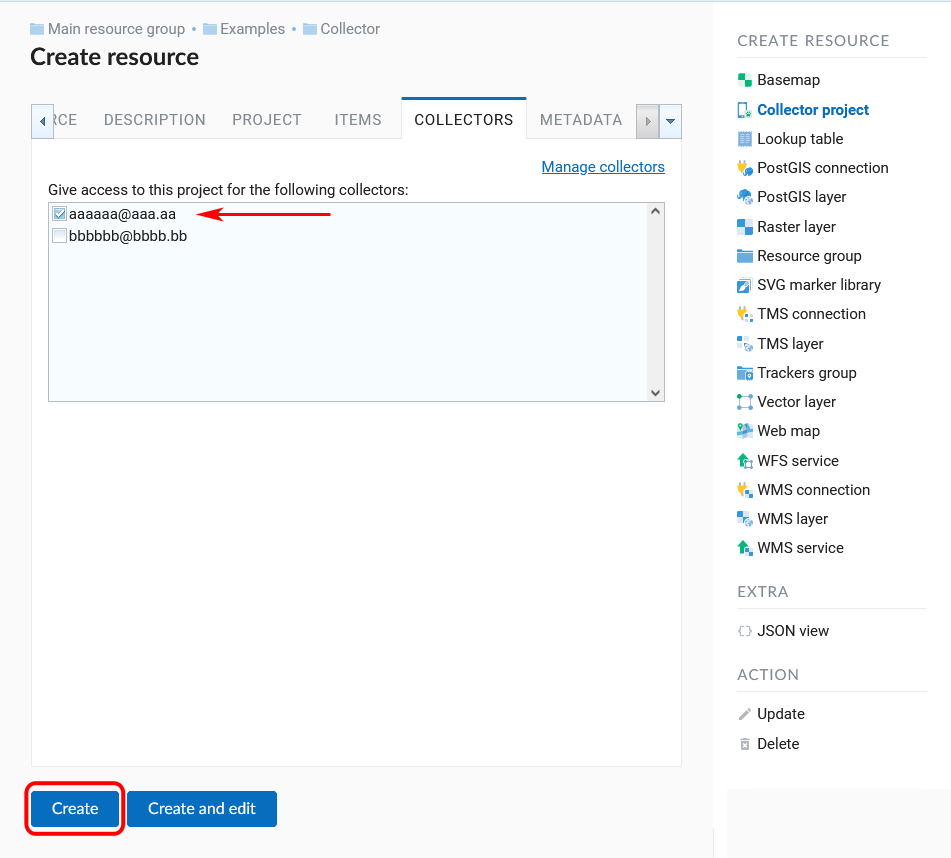 Main resource group • Examples • Collector
Create resource
RCE DESCRIPTION PROJECT ITEMS COLLECTORS METADATA
Manage collectors
Give access to this project for the following collectors:
aaaaaa@aaa.aa
bbbbbb@bbbb.bb
Create Create and edit
CREATE RESOURCE
Basemap
Collector project
Lookup table
PostGIS connection
PostGIS layer
Raster layer
Resource group
SVG marker library
TMS connection
TMS layer
Trackers group
Vector layer
Web map
WFS service
WMS connection
WMS layer
WMS service
EXTRA
JSON view
ACTION
Update
Delete